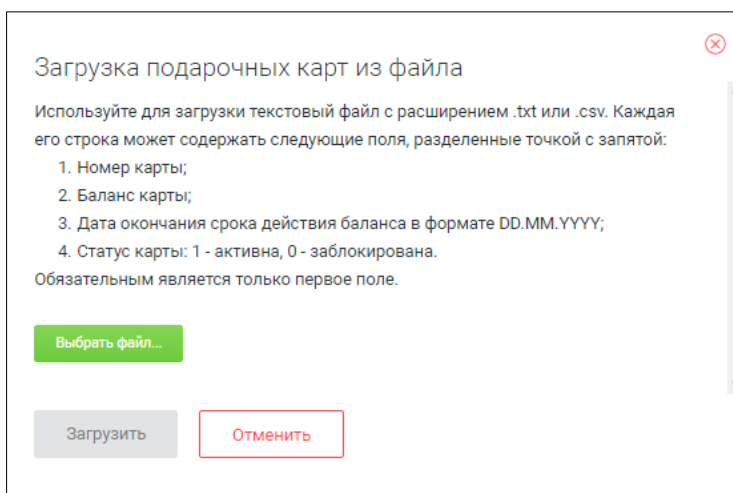 Загрузка подарочных карт из файла
Используйте для загрузки текстовый файл с расширением .txt или .csv. Каждая
его строка может содержать следующие поля, разделенные точкой с запятой:
1. Номер карты;
2. Баланс карты;
3. Дата окончания срока действия баланса в формате DD.MM.YYYY;
4. Статус карты: 1 - активна, 0 - заблокирована.
Обязательным является только первое поле.
Выбрать файл...
Загрузить
Отменить